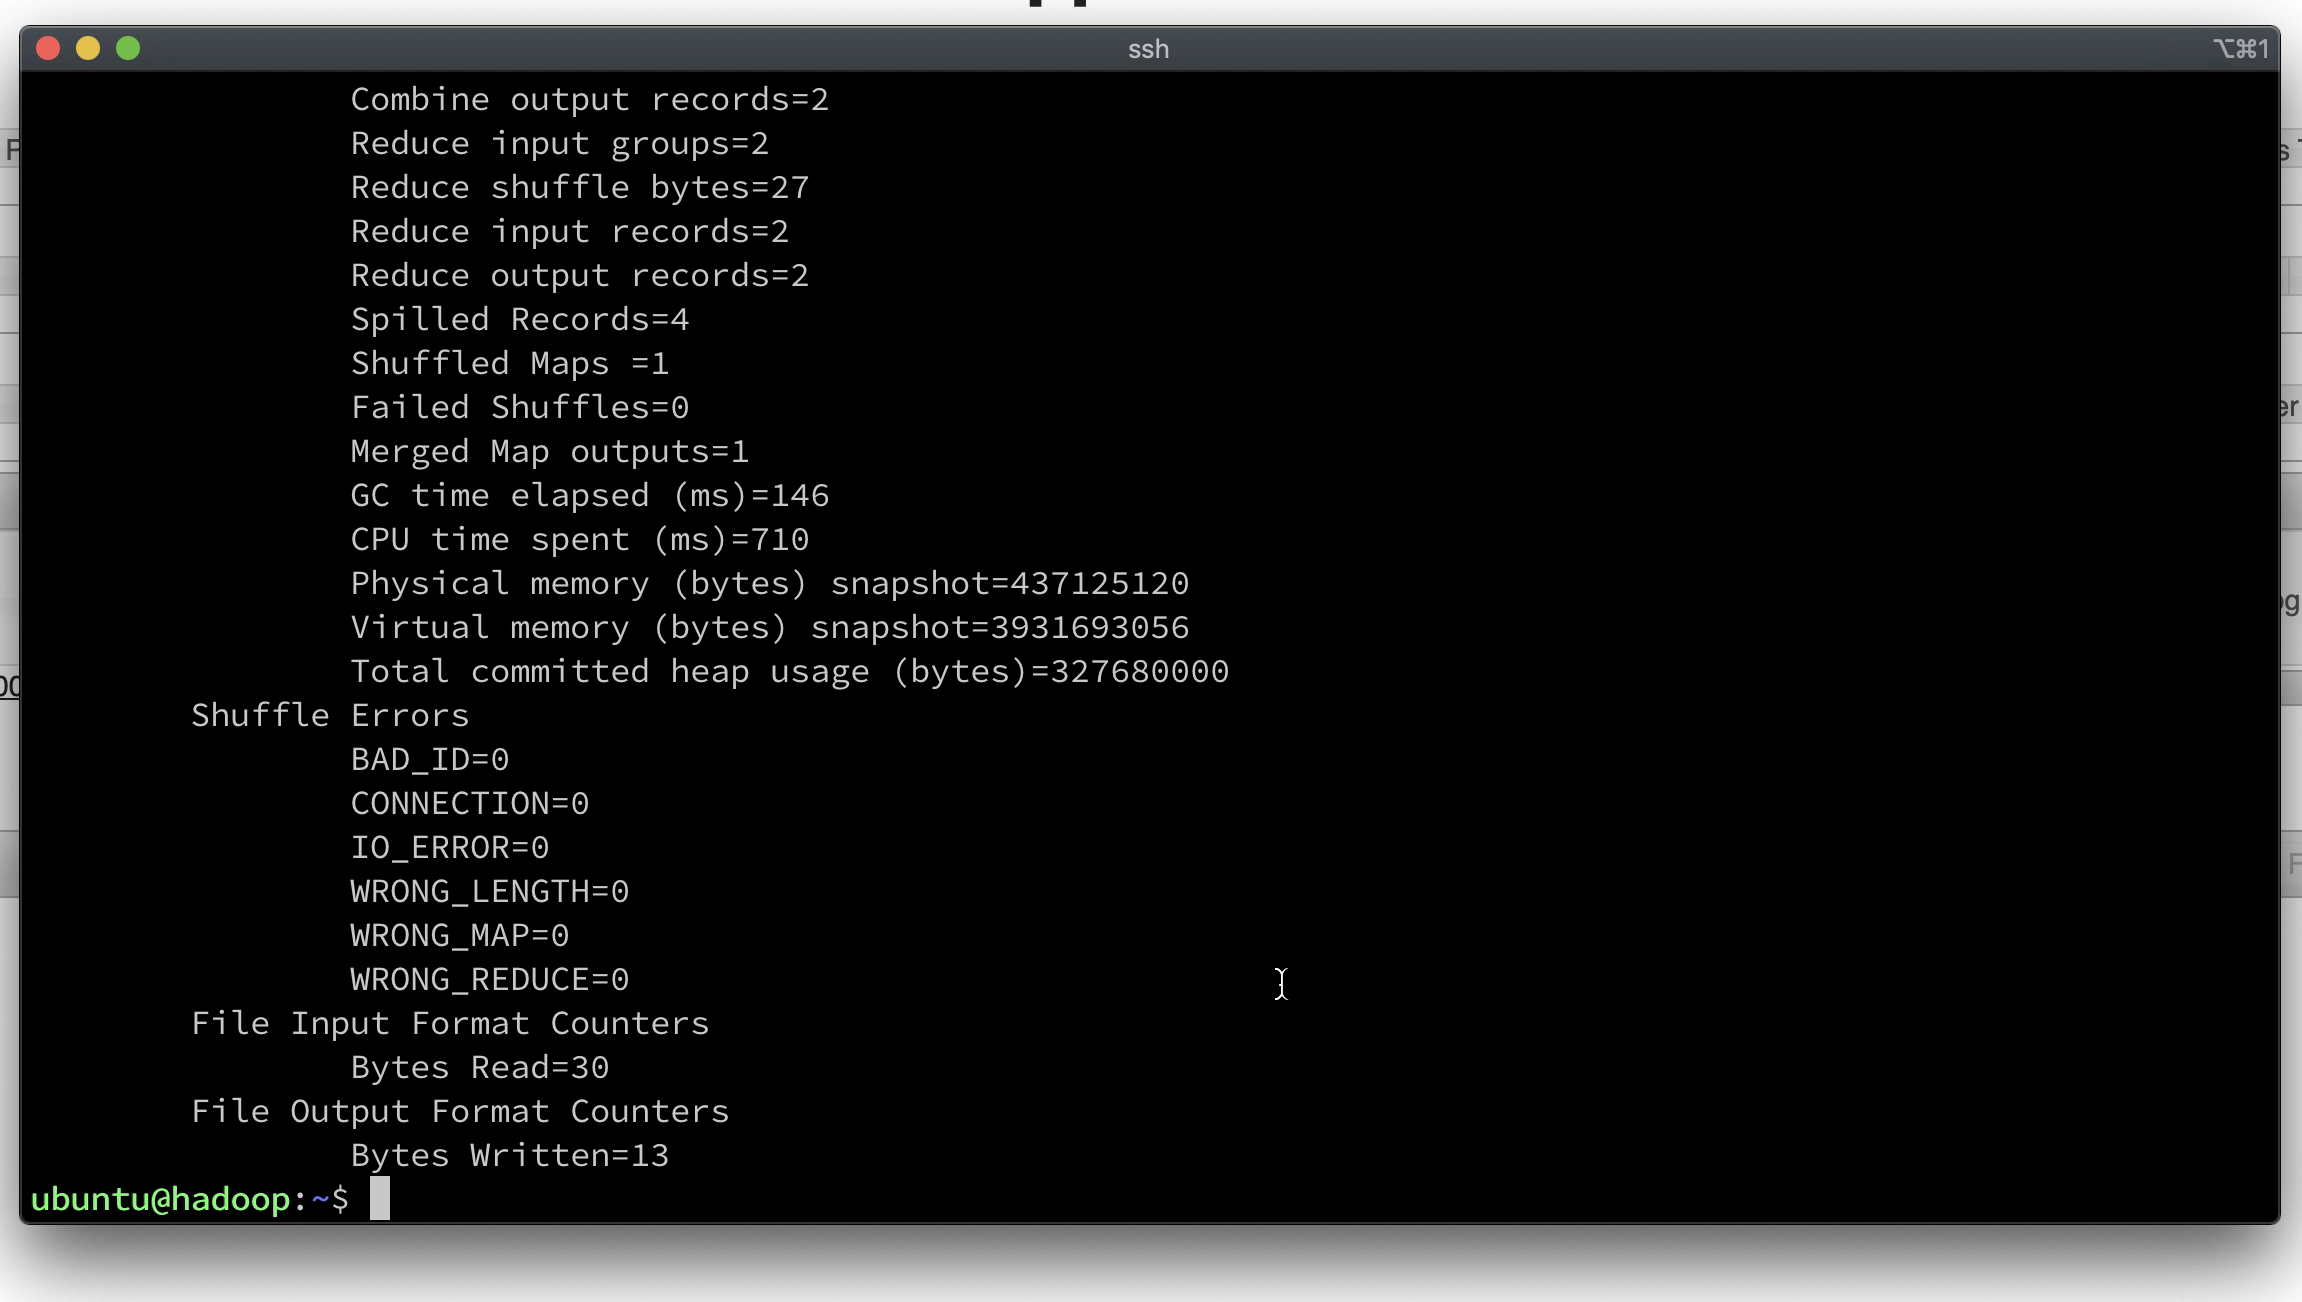 ssh
⌥⌘1
Combine output records=2
Reduce input groups=2
Reduce shuffle bytes=27
Reduce input records=2
Reduce output records=2
Spilled Records=4
Shuffled Maps =1
Failed Shuffles=0
Merged Map outputs=1
GC time elapsed (ms)=146
CPU time spent (ms)=710
Physical memory (bytes) snapshot=437125120
Virtual memory (bytes) snapshot=3931693056
Total committed heap usage (bytes)=327680000
Shuffle Errors
BAD_ID=0
CONNECTION=0
IO_ERROR=0
WRONG_LENGTH=0
WRONG_MAP=0
WRONG_REDUCE=0
File Input Format Counters
Bytes Read=30
File Output Format Counters
Bytes Written=13
ubuntu@hadoop:~$